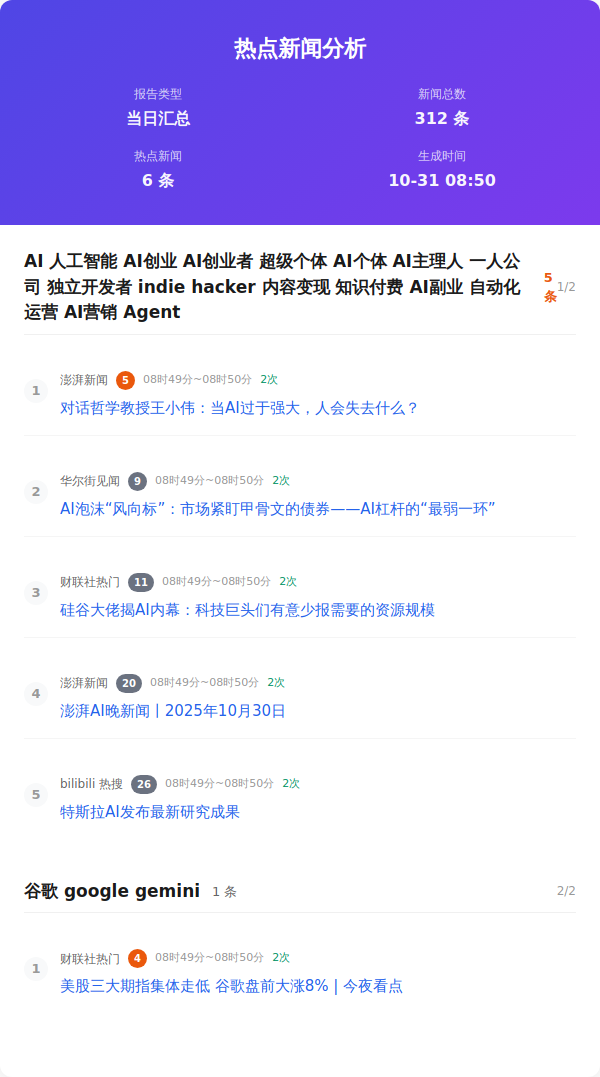 热点新闻分析
报告类型
新闻总数
当日汇总
312 条
热点新闻
生成时间
6 条
10-31 08:50
AI 人工智能 AI创业 AI创业者 超级个体 AI个体 AI主理人 一人公
司 独立开发者 indie hacker 内容变现 知识付费 AI副业 自动化
运营 AI营销 Agent
5
条
1/2
1
澎湃新闻 5 08时49分~08时50分 2次
对话哲学教授王小伟：当AI过于强大，人会失去什么？
2
华尔街见闻 9 08时49分~08时50分 2次
AI泡沫“风向标”：市场紧盯甲骨文的债券——AI杠杆的“最弱一环”
3
财联社热门 11 08时49分~08时50分 2次
硅谷大佬揭AI内幕：科技巨头们有意少报需要的资源规模
4
澎湃新闻 20 08时49分~08时50分 2次
澎湃AI晚新闻丨2025年10月30日
5
bilibili 热搜 26 08时49分~08时50分 2次
特斯拉AI发布最新研究成果
谷歌 google gemini 1 条 2/2
1
财联社热门 4 08时49分~08时50分 2次
美股三大期指集体走低 谷歌盘前大涨8% | 今夜看点